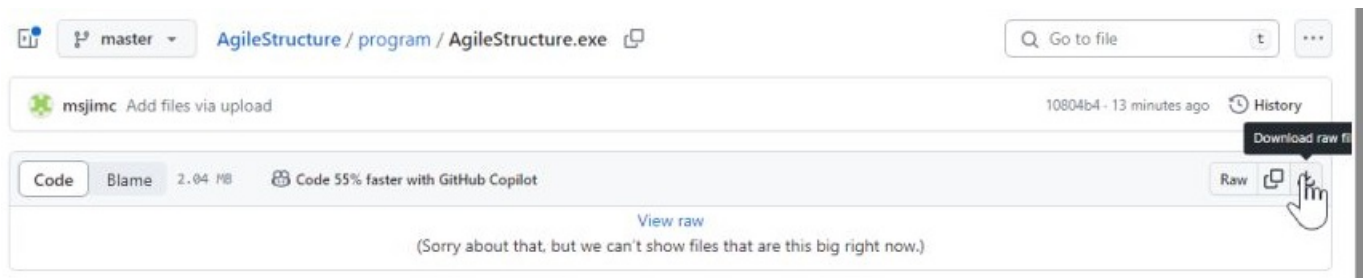 master AgileStructure / program / AgileStructure.exe Go to file t ...
msjimc Add files via upload 10804b4 · 13 minutes ago History
Download raw fil
Code Blame 2.04 MB Code 55% faster with GitHub Copilot Raw
View raw
(Sorry about that, but we can't show files that are this big right now.)